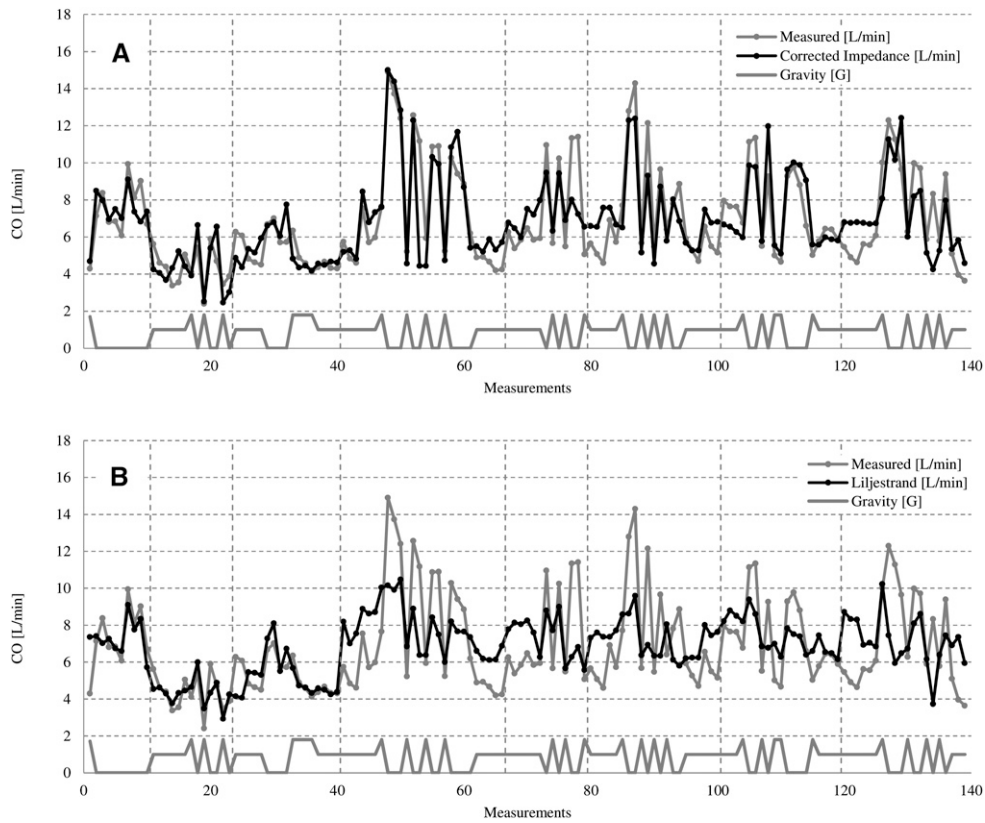 A
Measured [L/min]
Corrected Impedance [L/min]
Gravity [G]
CO [L/min]
18
16
14
12
10
8
6
4
2
0
0 20 40 60 80 100 120 140
Measurements
B
Measured [L/min]
Liljestrand [L/min]
Gravity [G]
CO [L/min]
18
16
14
12
10
8
6
4
2
0
0 20 40 60 80 100 120 140
Measurements